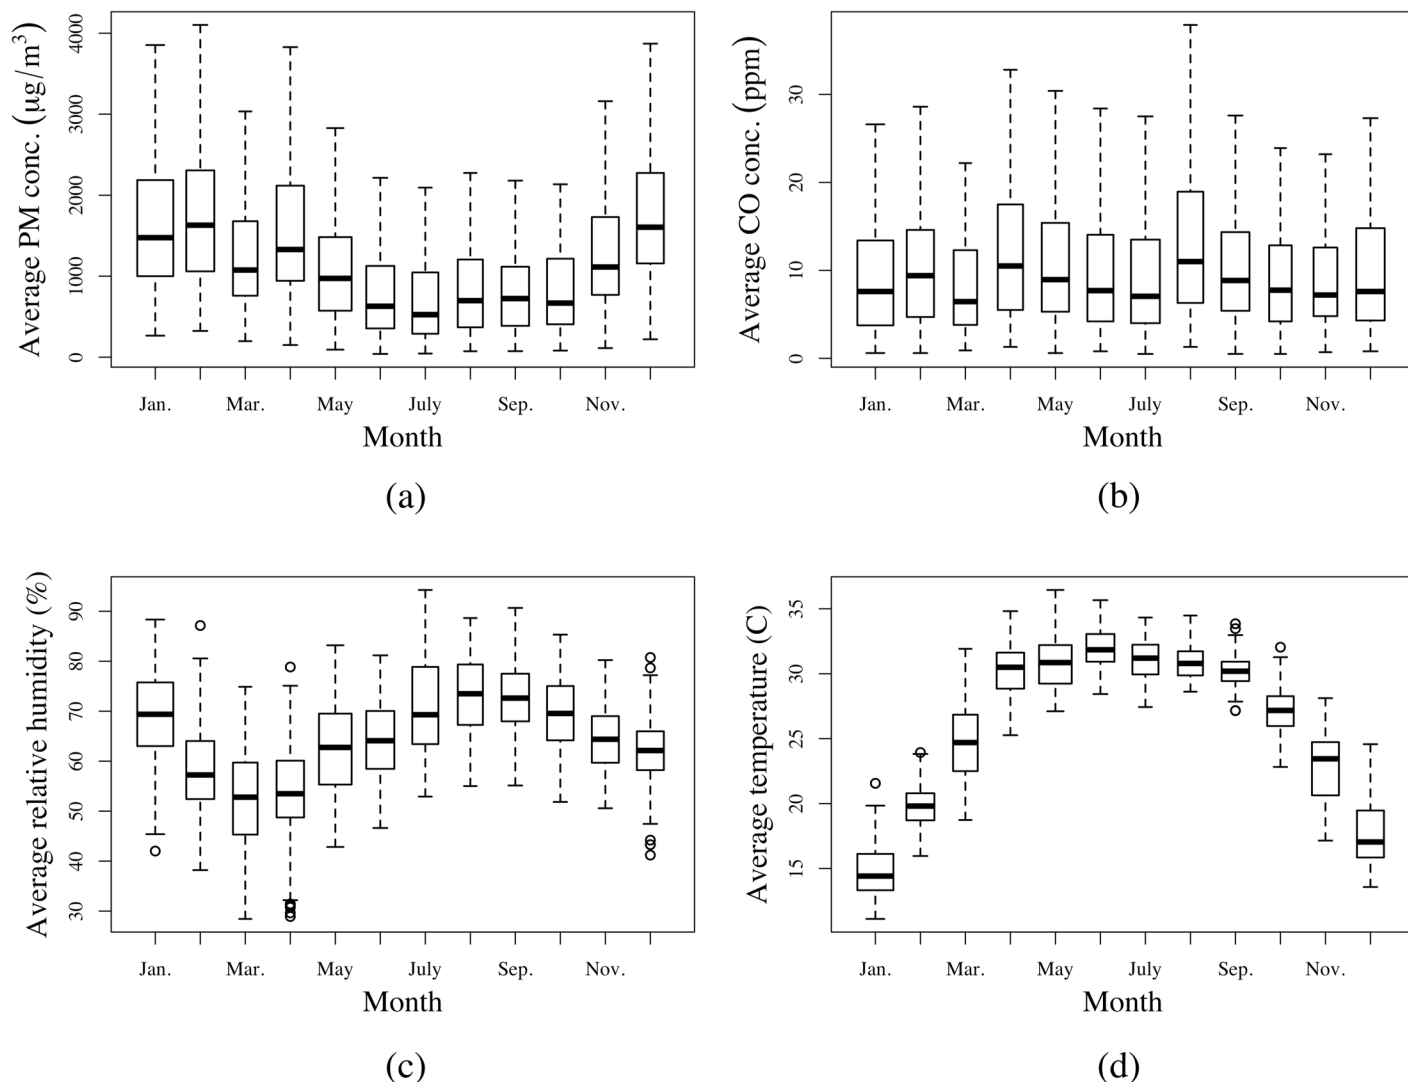 Average PM conc. (µg/m³)
4000
3000
2000
1000
0
Jan. Mar. May July Sep. Nov.
Month
(a)
Average CO conc. (ppm)
30
20
10
0
Jan. Mar. May July Sep. Nov.
Month
(b)
Average relative humidity (%)
90
80
70
60
50
40
30
Jan. Mar. May July Sep. Nov.
Month
(c)
Average temperature (C)
35
30
25
20
15
Jan. Mar. May July Sep. Nov.
Month
(d)